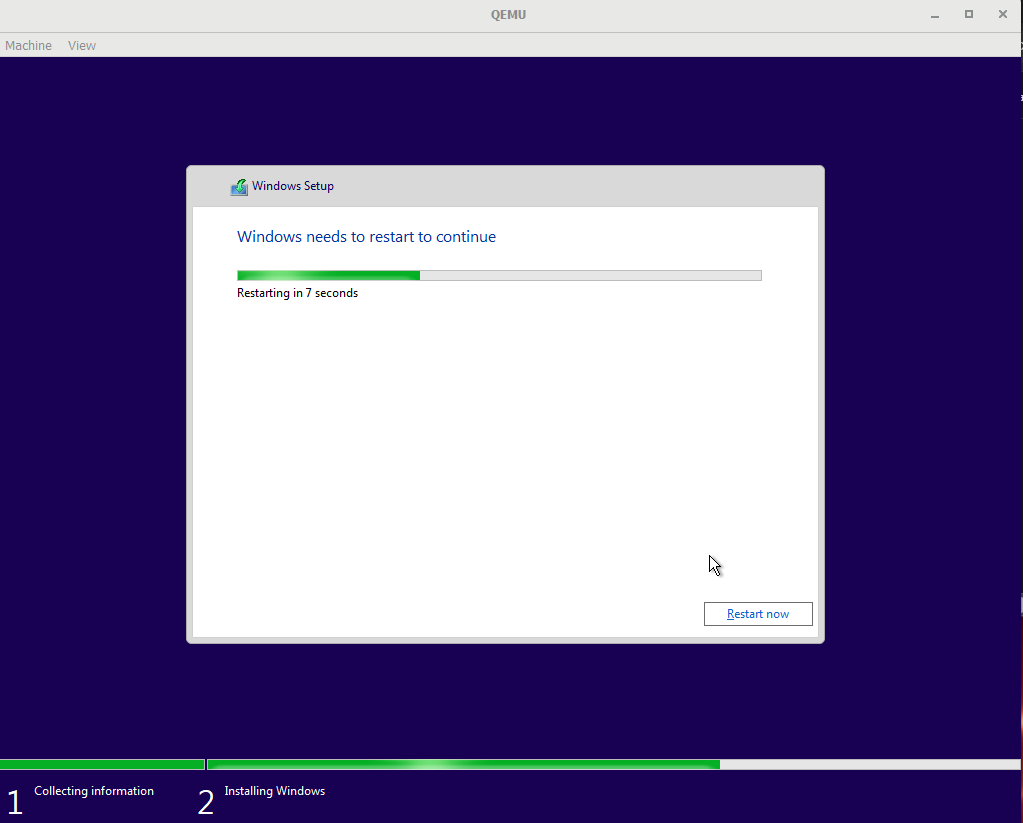 QEMU
Machine View
Windows Setup
Windows needs to restart to continue
Restarting in 7 seconds
Restart now
1 Collecting information 2 Installing Windows